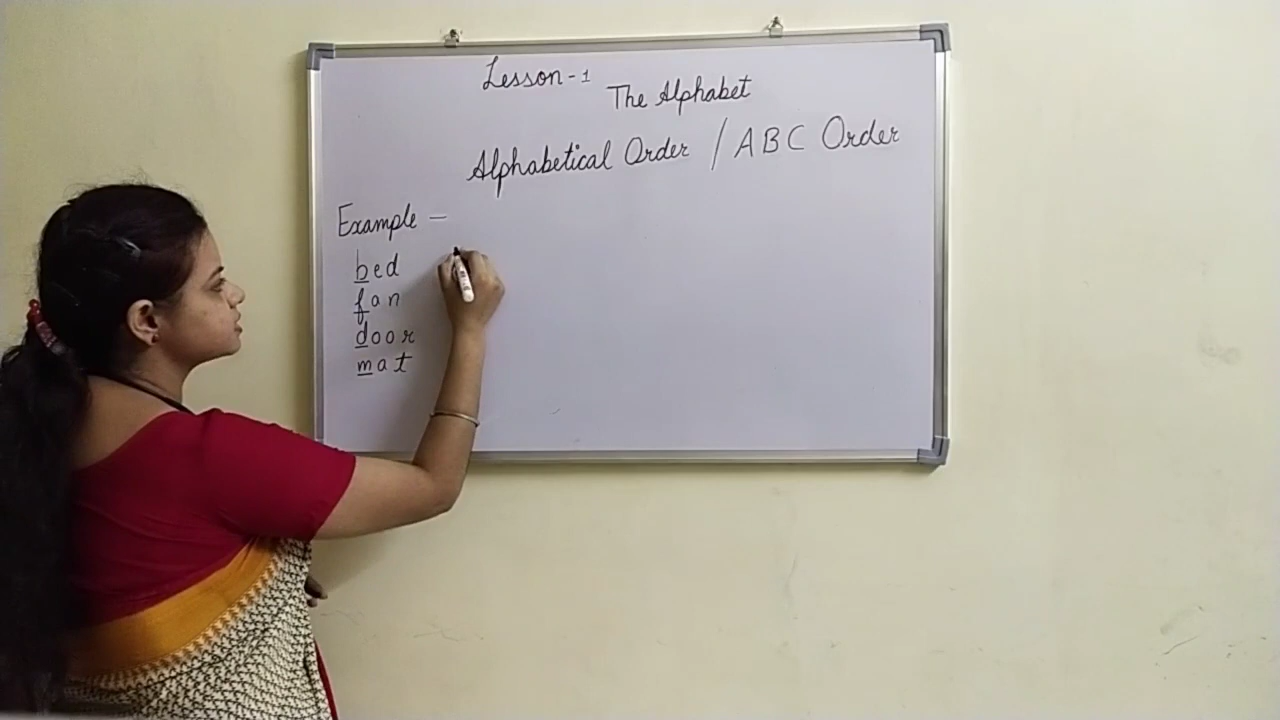 Lesson - 1
The Alphabet
Alphabetical Order / ABC Order
Example -
bed
fan
door
mat